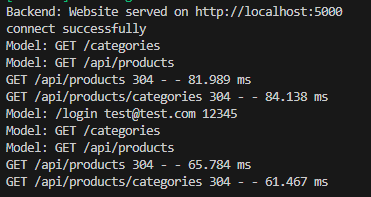 Backend: Website served on http://localhost:5000
connect successfully
Model: GET /categories
Model: GET /api/products
GET /api/products 304 - - 81.989 ms
GET /api/products/categories 304 - - 84.138 ms
Model: /login test@test.com 12345
Model: GET /categories
Model: GET /api/products
GET /api/products 304 - - 65.784 ms
GET /api/products/categories 304 - - 61.467 ms